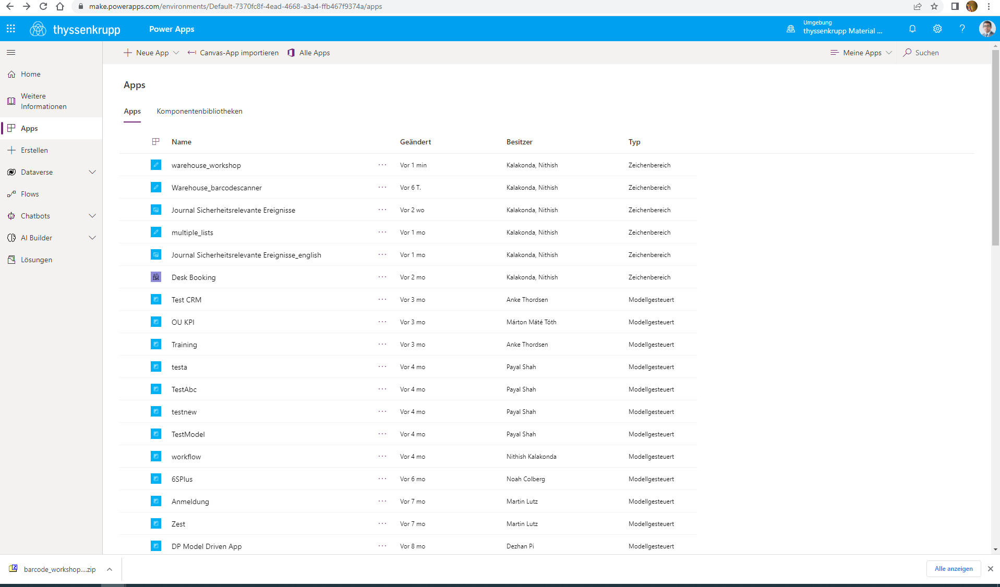 make.powerapps.com/environments/Default-7370fc8f-4ead-4668-a3a4-ffb467f9374a/apps
thyssenkrupp
Power Apps
Umgebung
thyssenkrupp Material ...
Neue App
Canvas-App importieren
Alle Apps
Meine Apps
Suchen
Home
Weitere
Informationen
Apps
Erstellen
Dataverse
Flows
Chatbots
AI Builder
Lösungen
Apps
Apps Komponentenbibliotheken
Name Geändert Besitzer Typ
warehouse_workshop ... Vor 1 min Kalakonda, Nithish Zeichenbereich
Warehouse_barcodescanner ... Vor 6 T. Kalakonda, Nithish Zeichenbereich
Journal Sicherheitsrelevante Ereignisse ... Vor 2 wo Kalakonda, Nithish Zeichenbereich
multiple_lists ... Vor 1 mo Kalakonda, Nithish Zeichenbereich
Journal Sicherheitsrelevante Ereignisse_english ... Vor 1 mo Kalakonda, Nithish Zeichenbereich
Desk Booking ... Vor 2 mo Kalakonda, Nithish Zeichenbereich
Test CRM ... Vor 3 mo Anke Thordsen Modellgesteuert
OU KPI ... Vor 3 mo Márton Máté Tóth Modellgesteuert
Training ... Vor 3 mo Anke Thordsen Modellgesteuert
testa ... Vor 4 mo Payal Shah Modellgesteuert
TestAbc ... Vor 4 mo Payal Shah Modellgesteuert
testnew ... Vor 4 mo Payal Shah Modellgesteuert
TestModel ... Vor 4 mo Payal Shah Modellgesteuert
workflow ... Vor 4 mo Nithish Kalakonda Modellgesteuert
6SPlus ... Vor 6 mo Noah Colberg Modellgesteuert
Anmeldung ... Vor 7 mo Martin Lutz Modellgesteuert
Zest ... Vor 7 mo Martin Lutz Modellgesteuert
DP Model Driven App ... Vor 8 mo Dezhan Pi Modellgesteuert
barcode_workshop....zip
Alle anzeigen